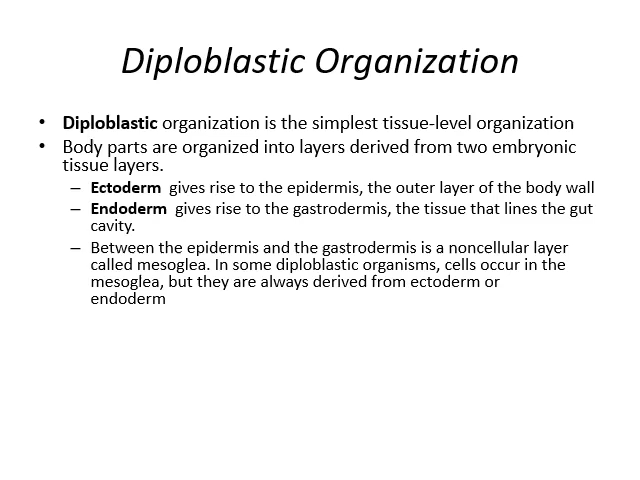 Diploblastic Organization
• Diploblastic organization is the simplest tissue-level organization
• Body parts are organized into layers derived from two embryonic
tissue layers.
– Ectoderm  gives rise to the epidermis, the outer layer of the body wall
– Endoderm  gives rise to the gastrodermis, the tissue that lines the gut
cavity.
– Between the epidermis and the gastrodermis is a noncellular layer
called mesoglea. In some diploblastic organisms, cells occur in the
mesoglea, but they are always derived from ectoderm or
endoderm